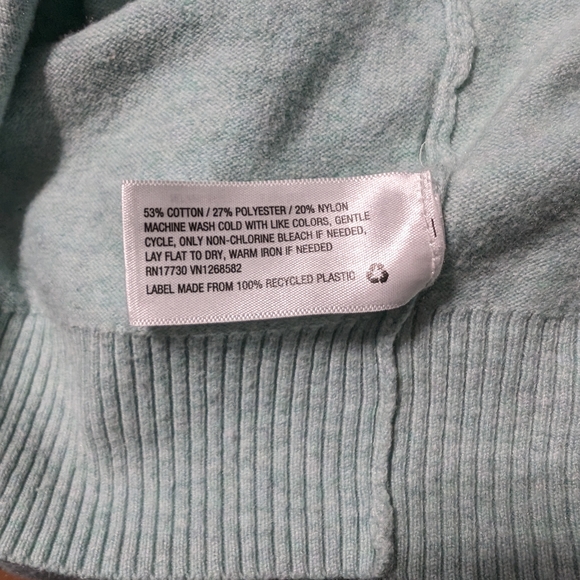 53% COTTON / 27% POLYESTER / 20% NYLON
MACHINE WASH COLD WITH LIKE COLORS, GENTLE
CYCLE, ONLY NON-CHLORINE BLEACH IF NEEDED,
LAY FLAT TO DRY, WARM IRON IF NEEDED
RN17730 VN1268582
LABEL MADE FROM 100% RECYCLED PLASTIC